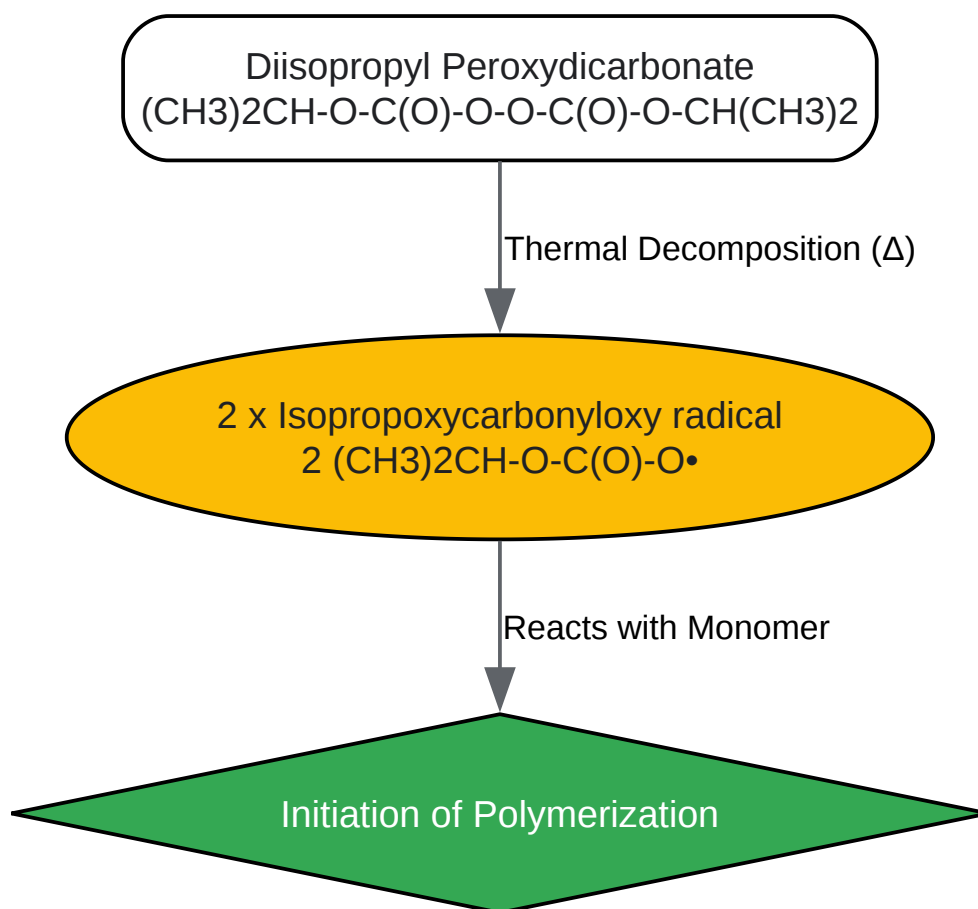 Diisopropyl Peroxydicarbonate
(CH3)2CH-O-C(O)-O-O-C(O)-O-CH(CH3)2
Thermal Decomposition (Δ)
2 x Isopropoxycarbonyloxy radical
2 (CH3)2CH-O-C(O)-O•
Reacts with Monomer
Initiation of Polymerization